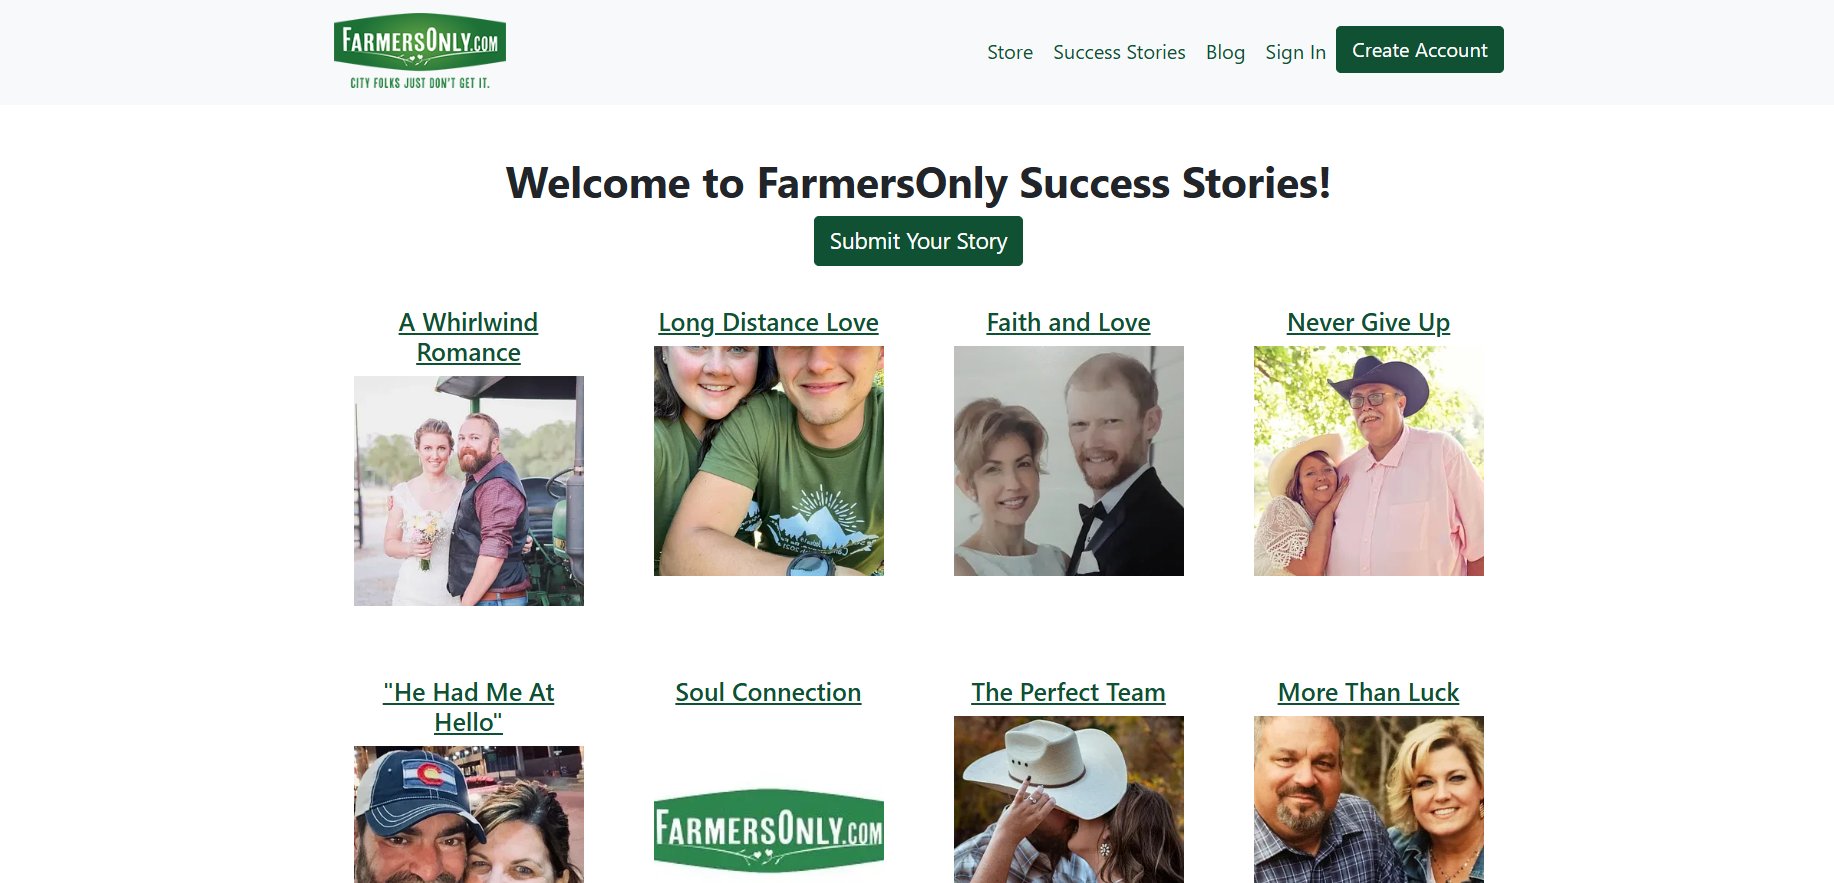 FARMERSONLY.COM
CITY FOLKS JUST DON'T GET IT.
Store Success Stories Blog Sign In Create Account
Welcome to FarmersOnly Success Stories!
Submit Your Story
A Whirlwind
Romance
Long Distance Love
Faith and Love
Never Give Up
"He Had Me At
Hello"
Soul Connection
The Perfect Team
More Than Luck
FARMERSONLY.COM